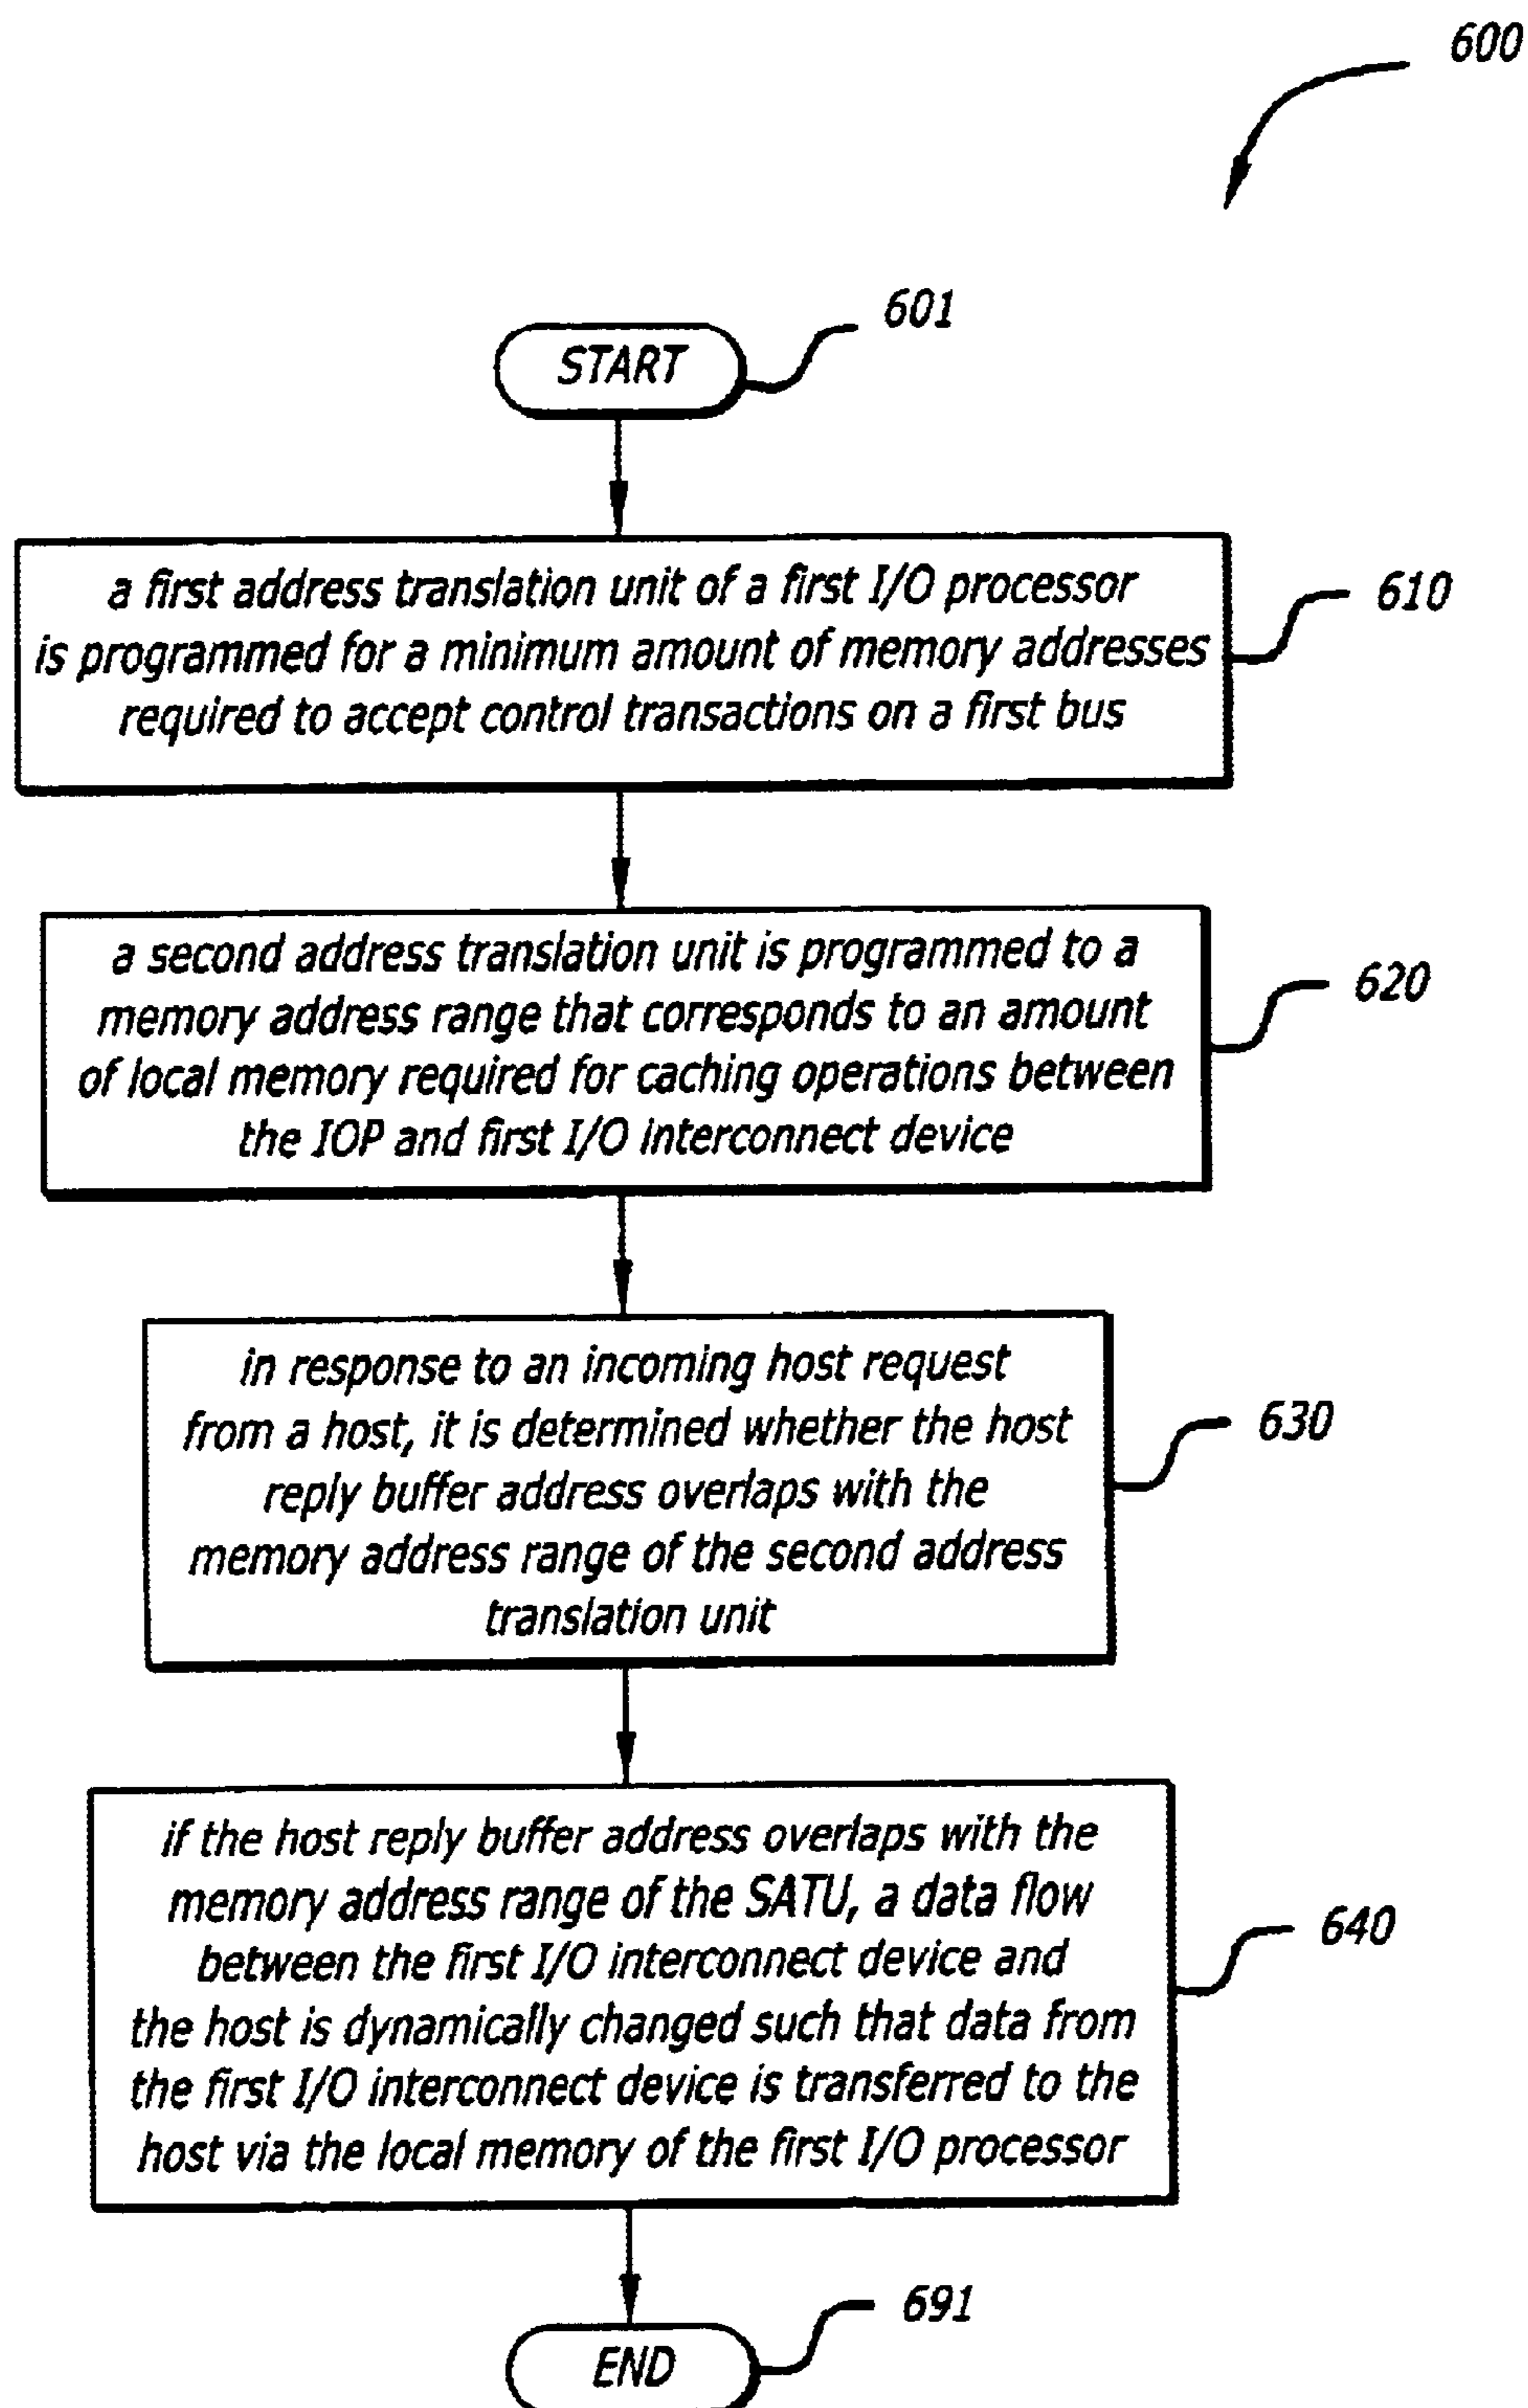 600
601
START
a first address translation unit of a first I/O processor
is programmed for a minimum amount of memory addresses
required to accept control transactions on a first bus
610
a second address translation unit is programmed to a
memory address range that corresponds to an amount
of local memory required for caching operations between
the IOP and first I/O interconnect device
620
in response to an incoming host request
from a host, it is determined whether the host
reply buffer address overlaps with the
memory address range of the second address
translation unit
630
if the host reply buffer address overlaps with the
memory address range of the SATU, a data flow
between the first I/O interconnect device and
the host is dynamically changed such that data from
the first I/O interconnect device is transferred to the
host via the local memory of the first I/O processor
640
691
END